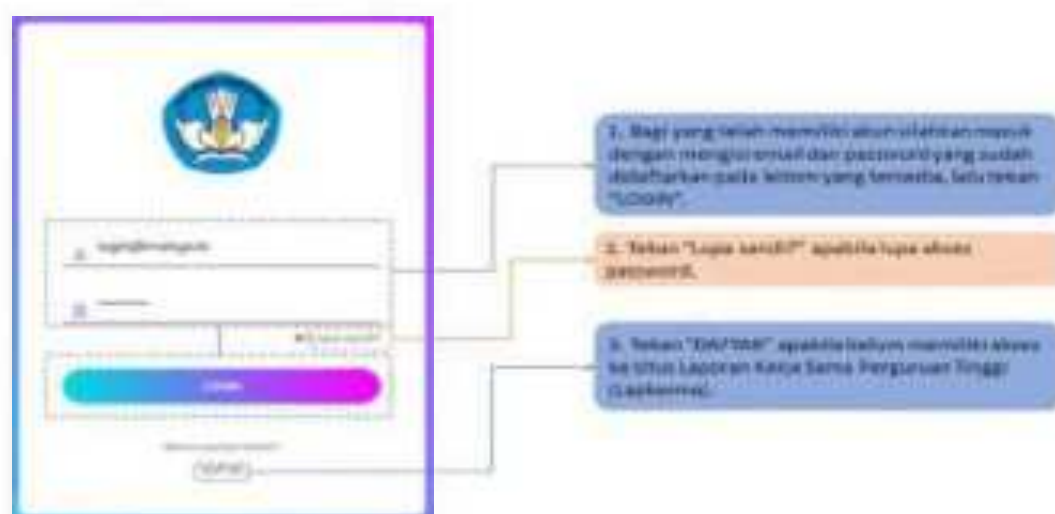 LOGIN
1. Bagi yang telah memiliki akun silahkan masuk
dengan mengisi email dan password yang sudah
didaftarkan pada kolom yang tersedia, lalu tekan
"LOGIN".
2. Tekan "Lupa sandi?" apabila lupa akses
password.
3. Tekan "DAFTAR" apabila belum memiliki akses
ke situs Laporan Kerja Sama Perguruan Tinggi
(Lapkerma).
DAFTAR